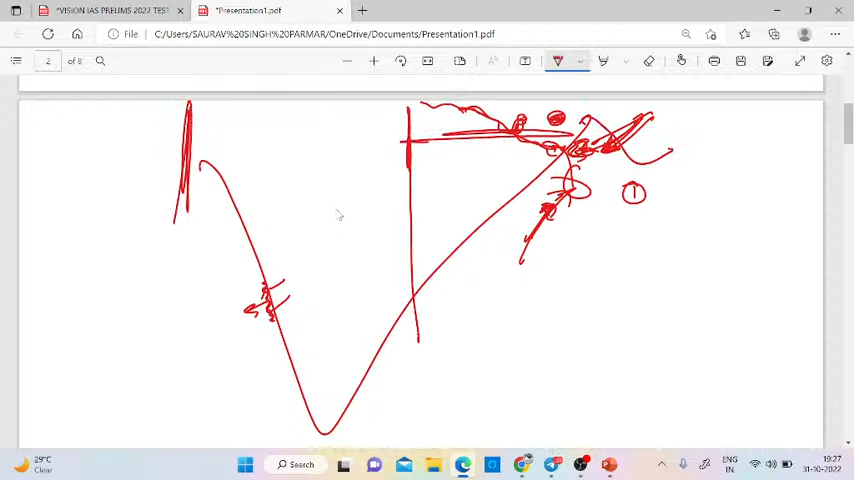 "VISION IAS PRELIMS 2022 TEST
*Presentation1.pdf
File
C:/Users/SAURAV%20SINGH%20PARMAR/OneDrive/Documents/Presentation1.pdf
2
of 8
1
29°C
Clear
Search
ENG
IN
19:27
31-10-2022